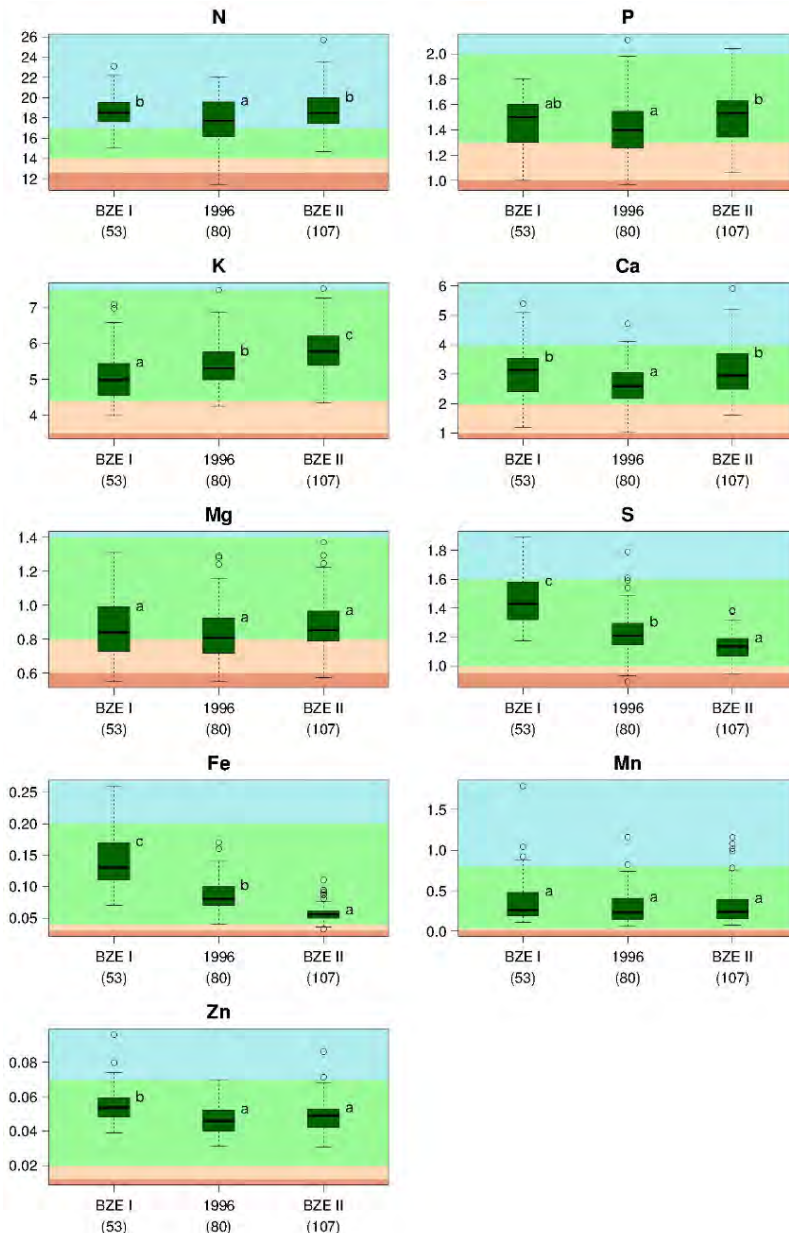 N
26
24
22
20
18
16
14
12
b
a
b
BZE I
1996
BZE II
(53)
(80)
(107)
P
2.0
1.8
1.6
1.4
1.2
1.0
ab
a
b
BZE I
1996
BZE II
(53)
(80)
(107)
K
7
6
5
4
a
b
c
BZE I
1996
BZE II
(53)
(80)
(107)
Ca
6
5
4
3
2
1
b
a
b
BZE I
1996
BZE II
(53)
(80)
(107)
Mg
1.4
1.2
1.0
0.8
0.6
a
a
a
BZE I
1996
BZE II
(53)
(80)
(107)
S
1.8
1.6
1.4
1.2
1.0
c
b
a
BZE I
1996
BZE II
(53)
(80)
(107)
Fe
0.25
0.20
0.15
0.10
0.05
c
b
a
BZE I
1996
BZE II
(53)
(80)
(107)
Mn
1.5
1.0
0.5
0.0
a
a
a
BZE I
1996
BZE II
(53)
(80)
(107)
Zn
0.08
0.06
0.04
0.02
b
a
a
BZE I
1996
BZE II
(53)
(80)
(107)